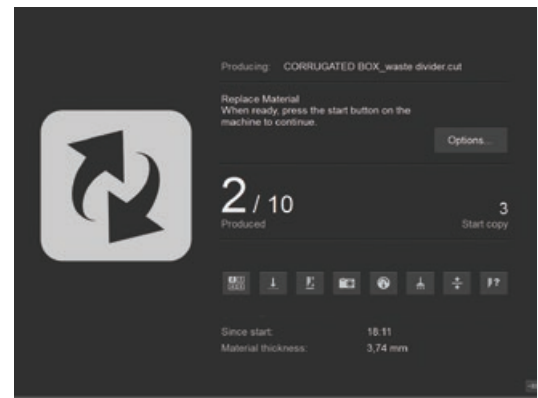 Producing: CORRUGATED BOX_waste divider.cut
Replace Material
When ready, press the start button on the
machine to continue.
Options...
2 / 10
Produced
3
Start copy
Since start: 18:11
Material thickness: 3,74 mm